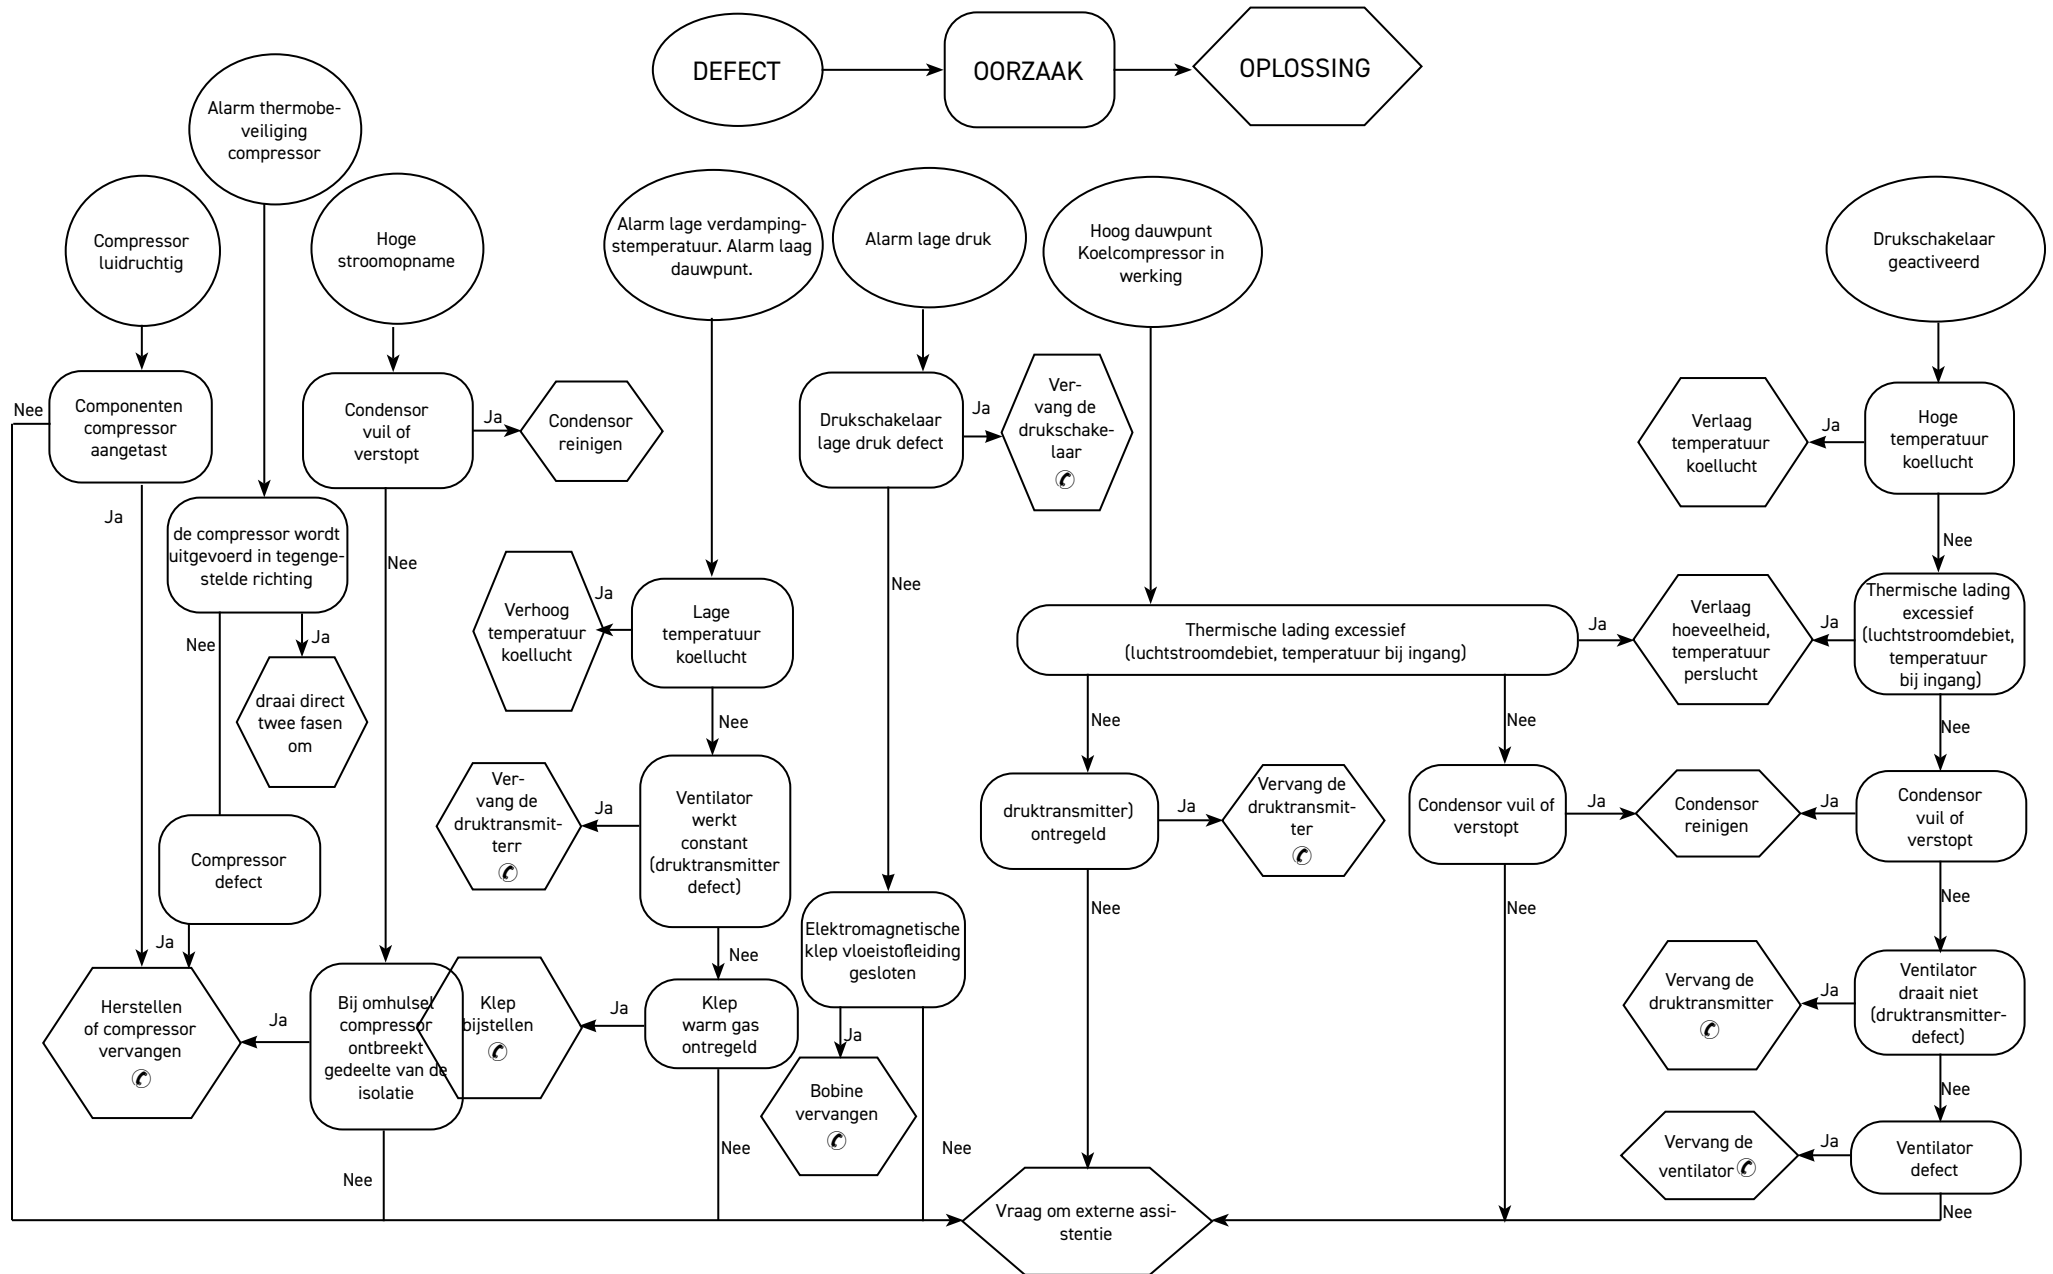 DEFECT
OORZAAK
OPLOSSING
Alarm thermobe-
veiliging
compressor
Compressor
luidruchtig
Hoge
stroomopname
Alarm lage verdamping-
stemperatuur. Alarm laag
dauwpunt.
Alarm lage druk
Hoog dauwpunt
Koelcompressor in
werking
Drukschakelaar
geactiveerd
Nee
Componenten
compressor
aangetast
Ja
Condensor
vuil of
verstopt
Ja
Condensor
reinigen
Nee
Drukschakelaar
lage druk defect
Ja
Ver-
vang de
drukschake-
laar
Nee
Verlaag
temperatuur
koellucht
Ja
Hoge
temperatuur
koellucht
Nee
de compressor wordt
uitgevoerd in tegenge-
stelde richting
Nee
Ja
draai direct
twee fasen
om
Verhoog
temperatuur
koellucht
Ja
Lage
temperatuur
koellucht
Nee
Thermische lading excessief
(luchtstroomdebiet, temperatuur bij ingang)
Ja
Nee
Nee
Verlaag
hoeveelheid,
temperatuur
perslucht
Ja
Thermische lading
excessief
(luchtstroomdebiet,
temperatuur
bij ingang)
Nee
Compressor
defect
Ja
Ver-
vang de
druktransmit-
terr
Ja
Ventilator
werkt
constant
(druktransmitter
defect)
Nee
druktransmitter)
ontregeld
Ja
Vervang de
druktransmit-
ter
Nee
Condensor vuil of
verstopt
Ja
Nee
Condensor
reinigen
Ja
Condensor
vuil of
verstopt
Nee
Herstellen
of compressor
vervangen
Ja
Bij omhulsel
compressor
ontbreekt
gedeelte van de
isolatie
Nee
Klep
bijstellen
Ja
Klep
warm gas
ontregeld
Nee
Elektromagnetische
klep vloeistofleiding
gesloten
Ja
Nee
Bobine
vervangen
Vervang de
druktransmitter
Ja
Ventilator
draait niet
(druktransmitter-
defect)
Nee
Vervang de
ventilator
Ja
Ventilator
defect
Nee
Vraag om externe assi-
stentie